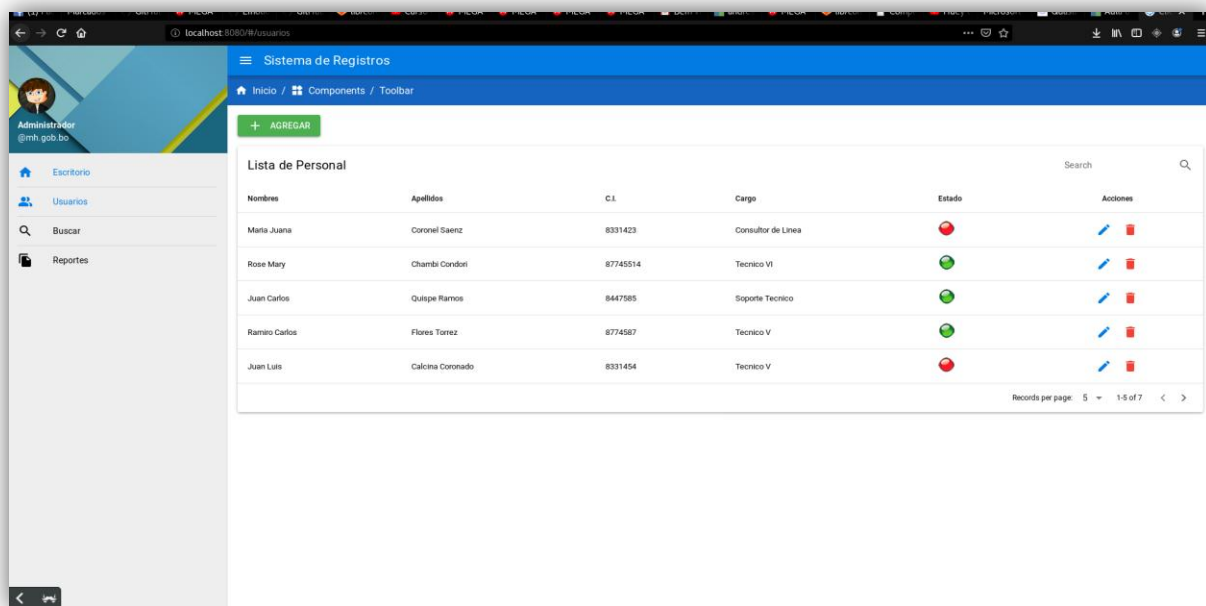 localhost:8080/#/usuarios
Sistema de Registros
Inicio / Components / Toolbar
Administrador
@mh.gob.bo
Escritorio
Usuarios
Buscar
Reportes
+ AGREGAR
Lista de Personal
Search
Nombres Apellidos C.I. Cargo Estado Acciones
Maria Juana Coronel Saenz 8331423 Consultor de Linea
Rose Mary Chambi Condori 87745514 Tecnico VI
Juan Carlos Quispe Ramos 8447585 Soporte Tecnico
Ramiro Carlos Flores Torrez 8774587 Tecnico V
Juan Luis Calcina Coronado 8331454 Tecnico V
Records per page: 5 1-5 of 7